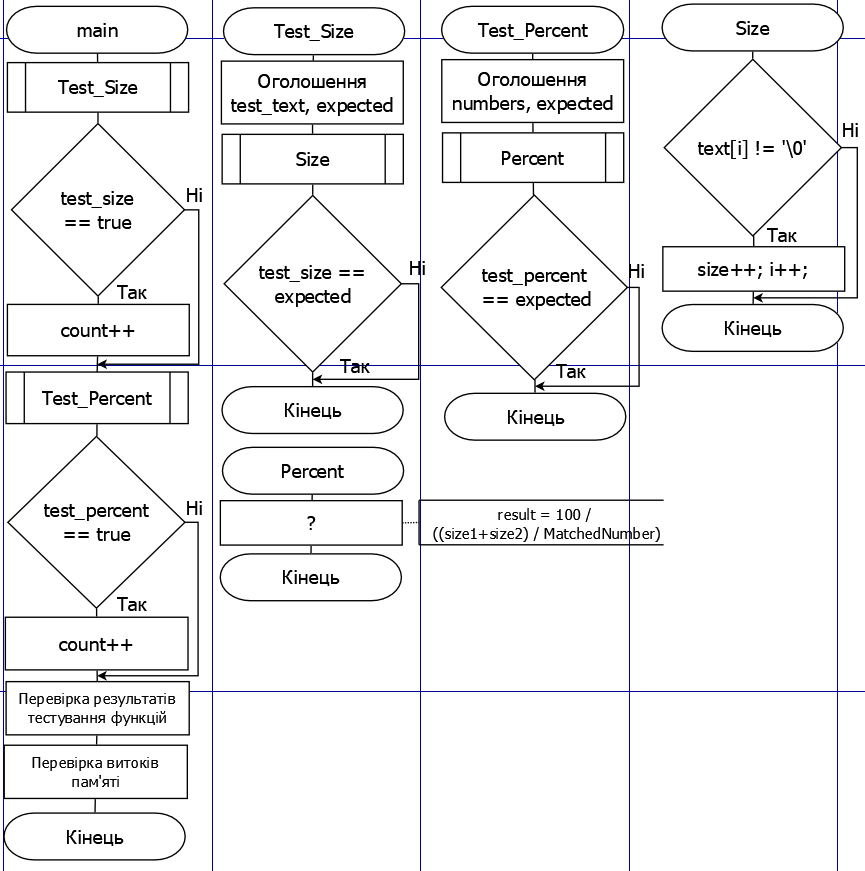 main
Test_Size
test_size
== true
Ні
Так
count++
Test_Percent
test_percent
== true
Ні
Так
count++
Перевірка результатів
тестування функцій
Перевірка витоків
пам'яті
Кінець
Test_Size
Оголошення
test_text, expected
Size
test_size ==
expected
Ні
Так
Кінець
Percent
?
result = 100 /
((size1+size2) / MatchedNumber)
Кінець
Test_Percent
Оголошення
numbers, expected
Percent
test_percent
== expected
Ні
Так
Кінець
Size
text[i] != '\0'
Ні
Так
size++; i++;
Кінець